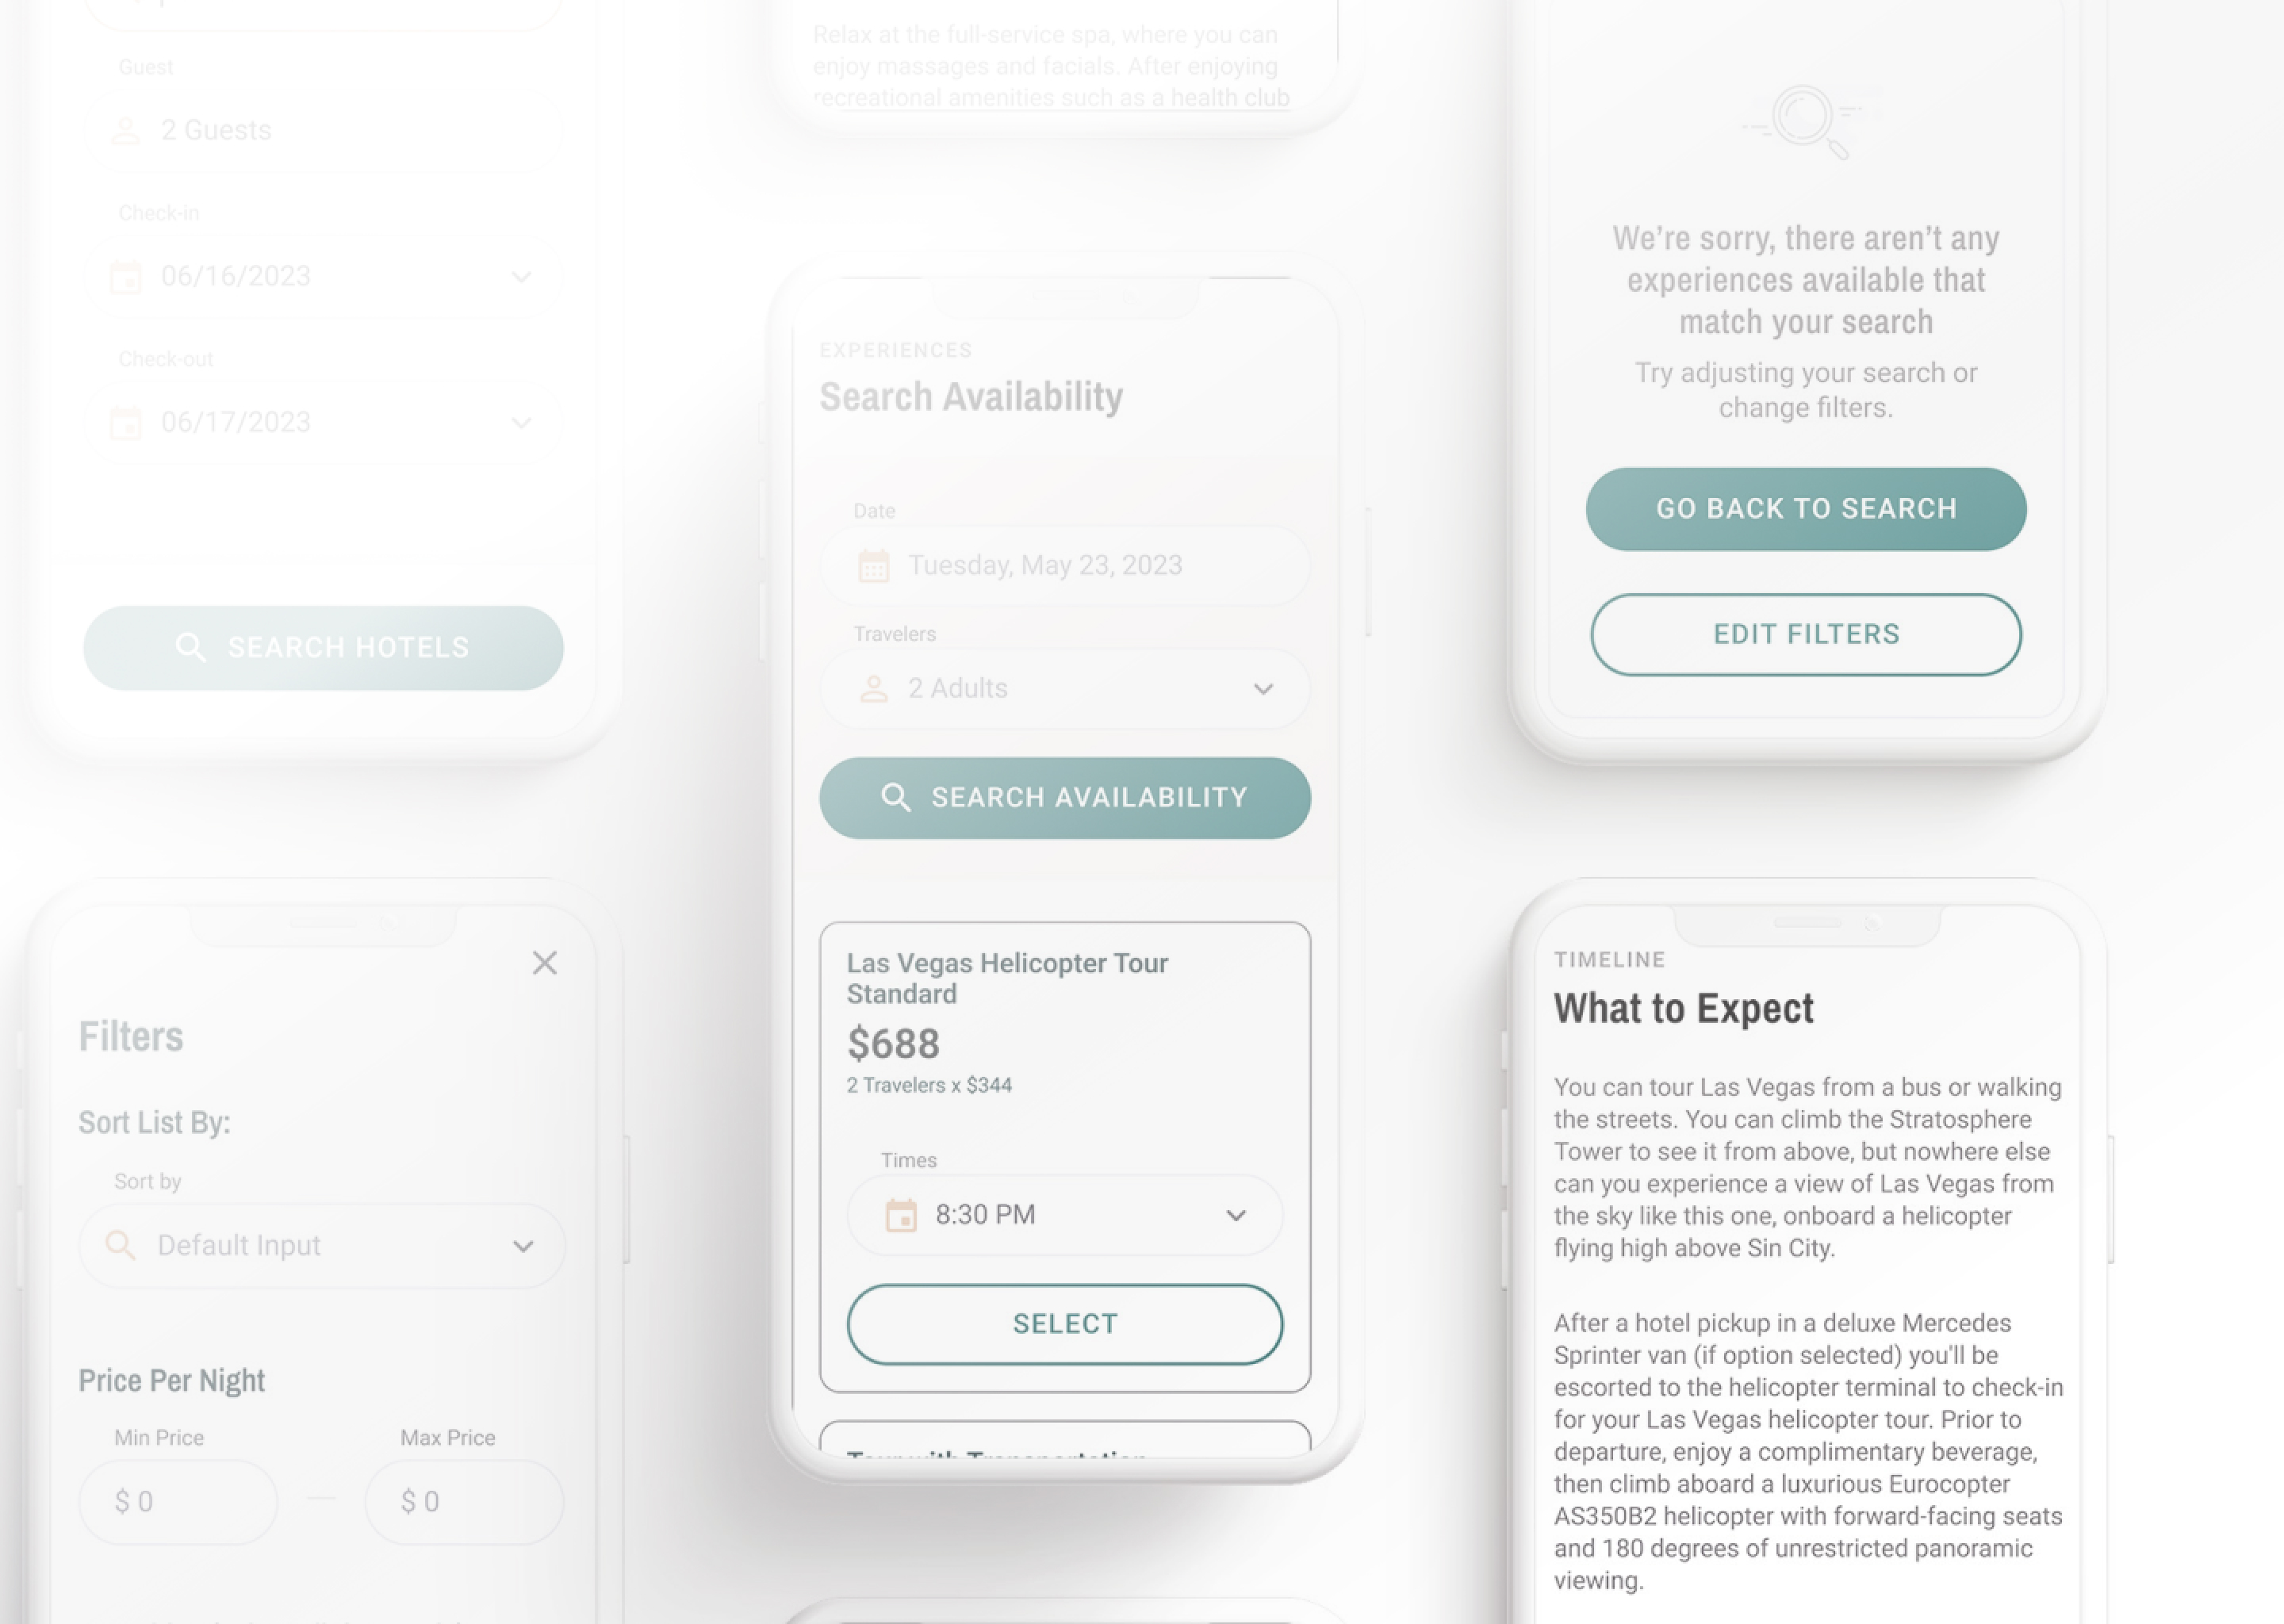 Guest
2 Guests
Check-in
06/16/2023
Check-out
06/17/2023
SEARCH HOTELS
Filters
Sort List By:
Sort by
Default Input
Price Per Night
Min Price
Max Price
$ 0
$ 0
Relax at the full-service spa, where you can
enjoy massages and facials. After enjoying
recreational amenities such as a health club
EXPERIENCES
Search Availability
Date
Tuesday, May 23, 2023
Travelers
2 Adults
SEARCH AVAILABILITY
Las Vegas Helicopter Tour
Standard
$688
2 Travelers x $344
Times
8:30 PM
SELECT
Tour with Transportation
We’re sorry, there aren’t any
experiences available that
match your search
Try adjusting your search or
change filters.
GO BACK TO SEARCH
EDIT FILTERS
TIMELINE
What to Expect
You can tour Las Vegas from a bus or walking
the streets. You can climb the Stratosphere
Tower to see it from above, but nowhere else
can you experience a view of Las Vegas from
the sky like this one, onboard a helicopter
flying high above Sin City.
After a hotel pickup in a deluxe Mercedes
Sprinter van (if option selected) you'll be
escorted to the helicopter terminal to check-in
for your Las Vegas helicopter tour. Prior to
departure, enjoy a complimentary beverage,
then climb aboard a luxurious Eurocopter
AS350B2 helicopter with forward-facing seats
and 180 degrees of unrestricted panoramic
viewing.